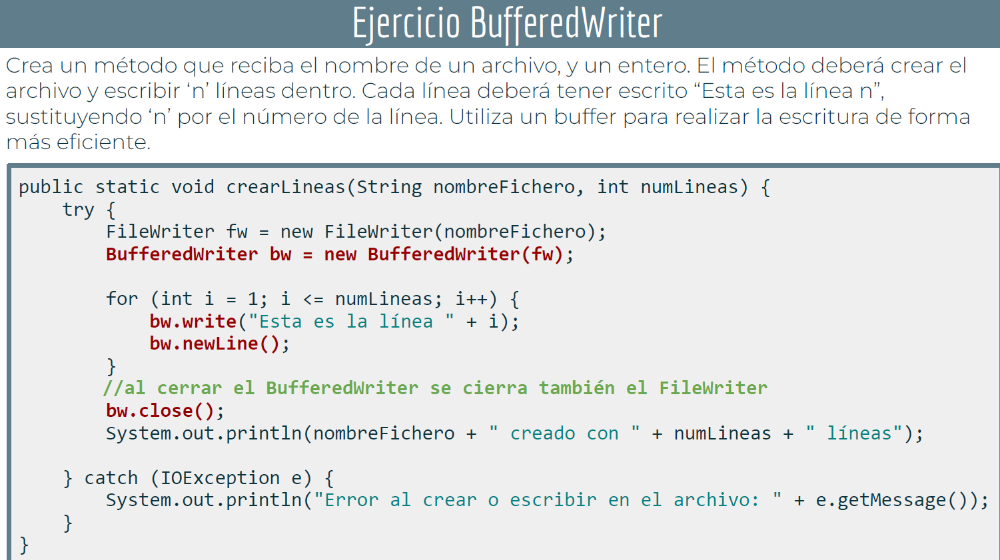 Ejercicio BufferedWriter
Crea un método que reciba el nombre de un archivo, y un entero. El método deberá crear el
archivo y escribir ‘n’ líneas dentro. Cada línea deberá tener escrito “Esta es la línea n”,
sustituyendo ‘n’ por el número de la línea. Utiliza un buffer para realizar la escritura de forma
más eficiente.
public static void crearLineas(String nombreFichero, int numLineas) {
    try {
        FileWriter fw = new FileWriter(nombreFichero);
        BufferedWriter bw = new BufferedWriter(fw);
        for (int i = 1; i <= numLineas; i++) {
            bw.write("Esta es la línea " + i);
            bw.newLine();
        }
        //al cerrar el BufferedWriter se cierra también el FileWriter
        bw.close();
        System.out.println(nombreFichero + " creado con " + numLineas + " líneas");
    } catch (IOException e) {
        System.out.println("Error al crear o escribir en el archivo: " + e.getMessage());
    }
}